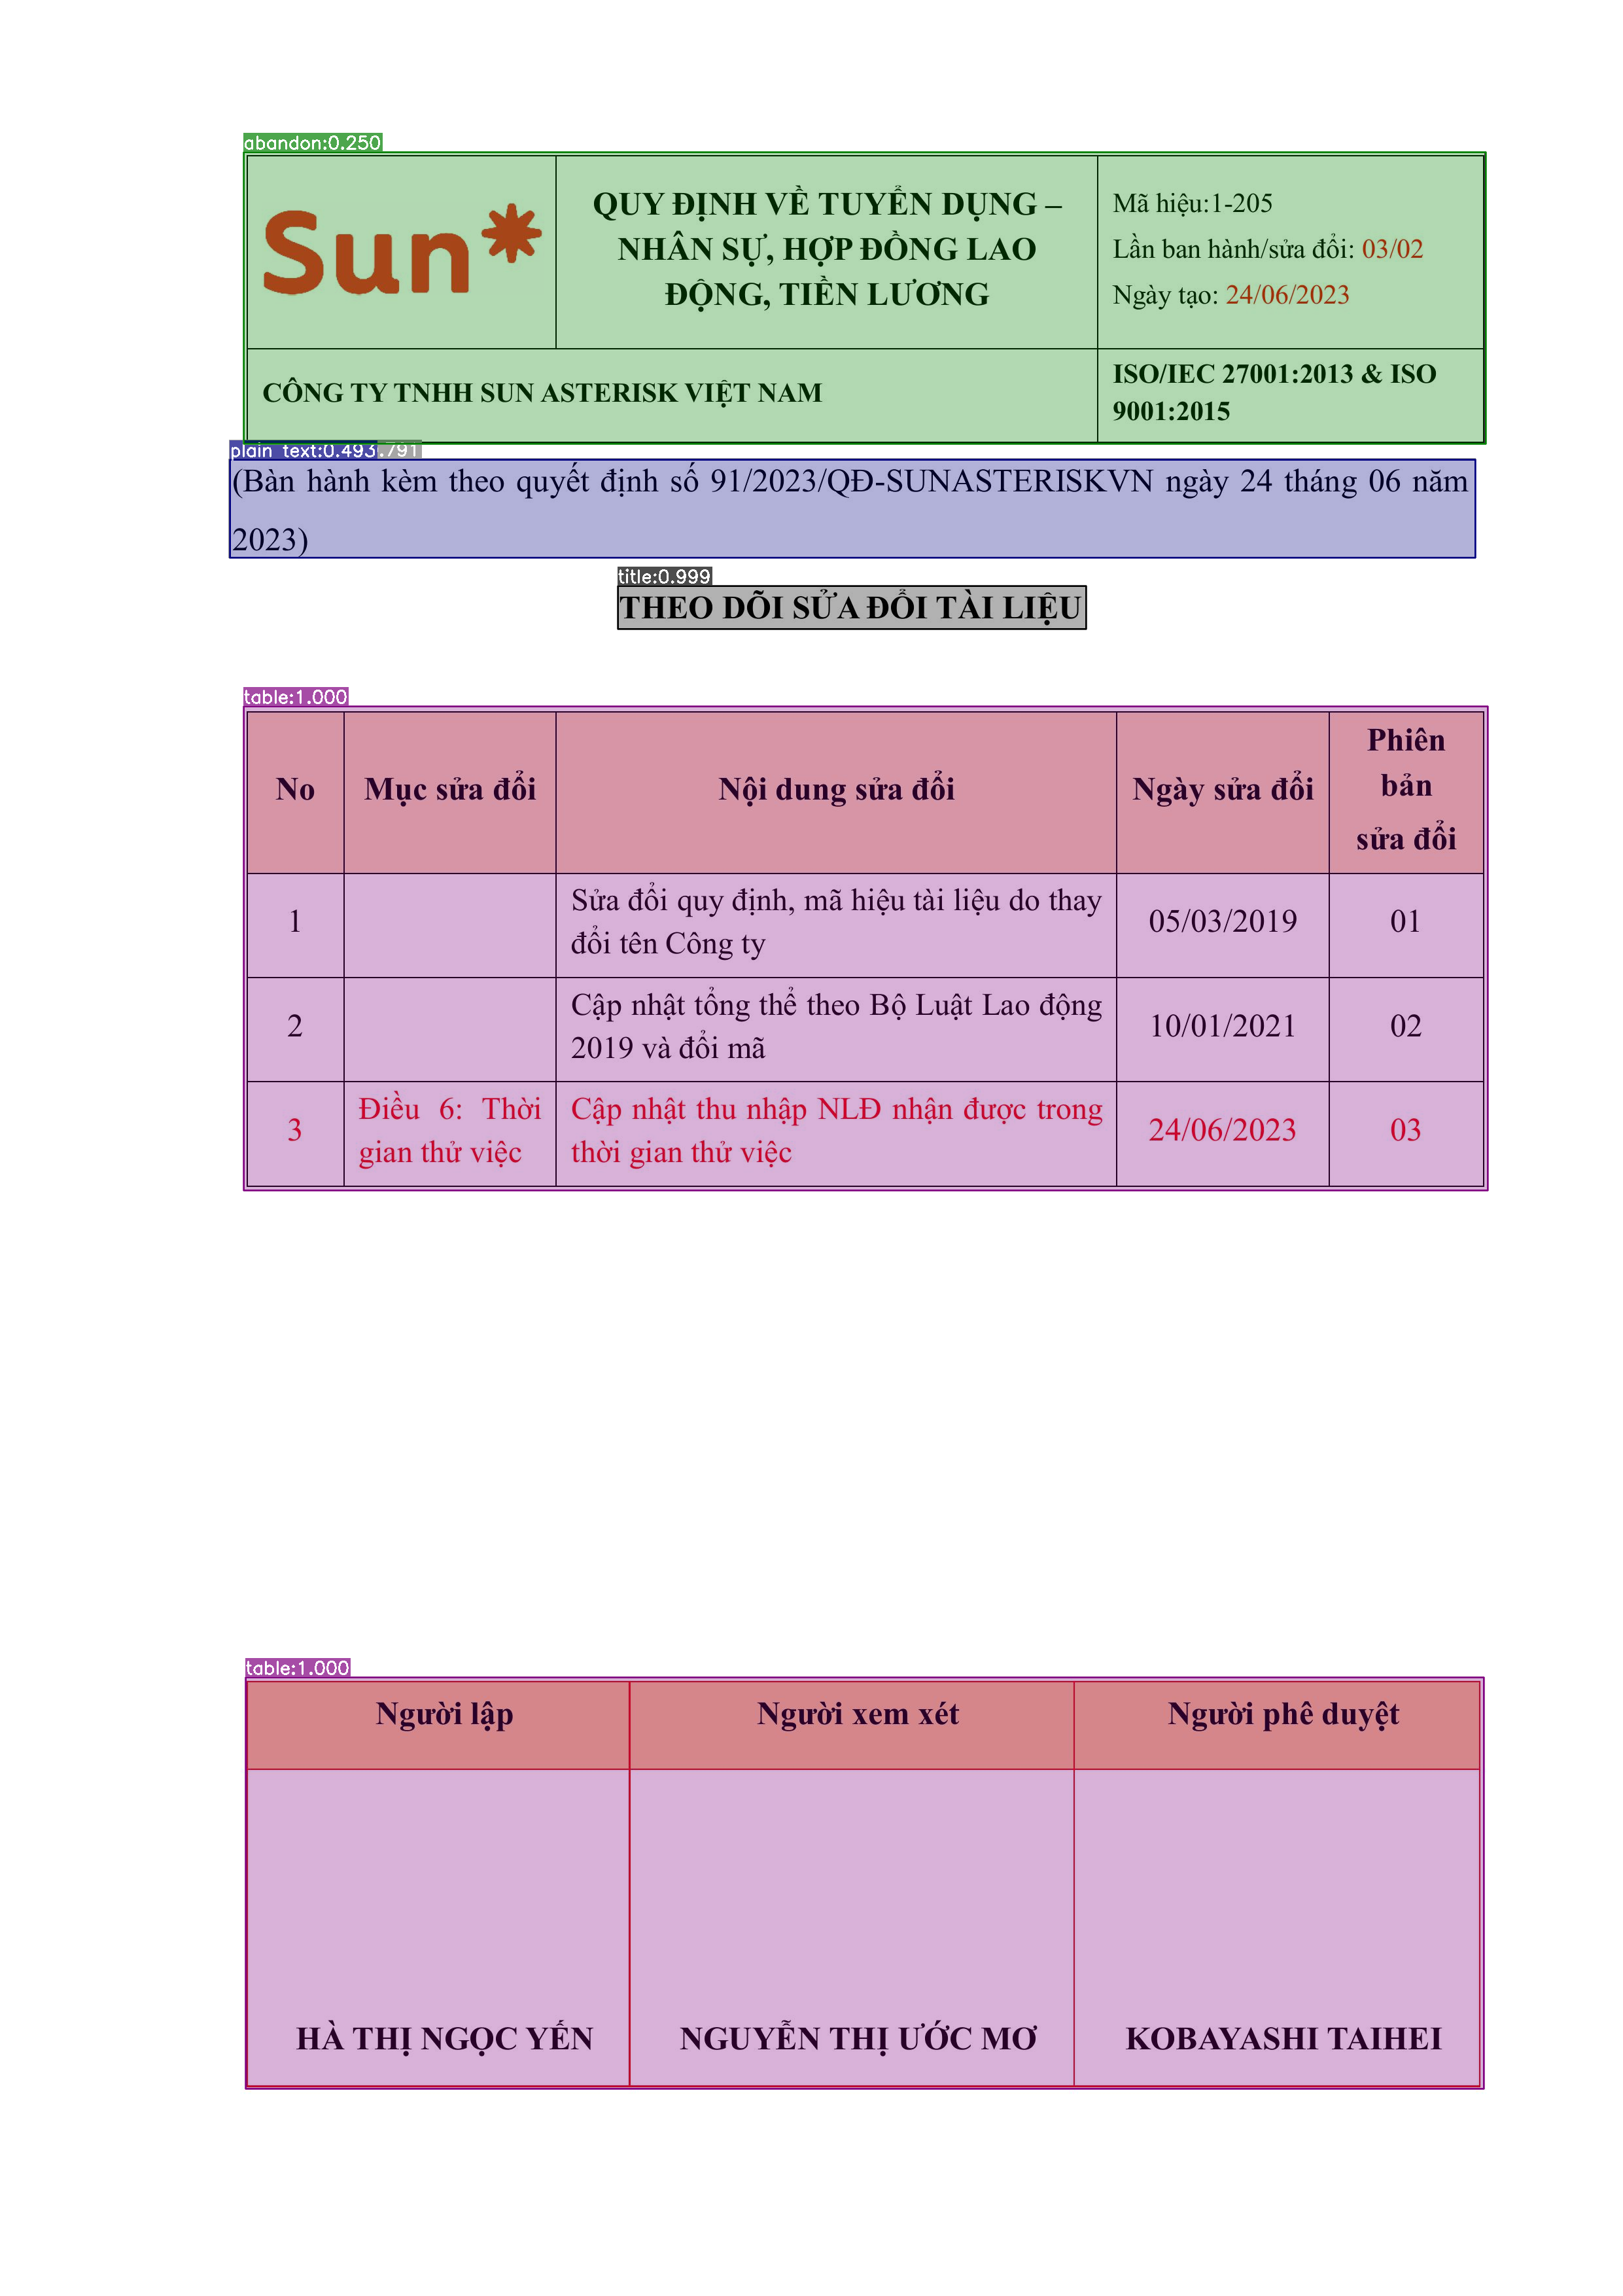 abandon:0.250
Sun*
QUY ĐỊNH VỀ TUYỂN DỤNG –
NHÂN SỰ, HỢP ĐỒNG LAO
ĐỘNG, TIỀN LƯƠNG
Mã hiệu:1-205
Lần ban hành/sửa đổi: 03/02
Ngày tạo: 24/06/2023
CÔNG TY TNHH SUN ASTERISK VIỆT NAM
ISO/IEC 27001:2013 & ISO
9001:2015
plain text:0.493.791
(Bàn hành kèm theo quyết định số 91/2023/QĐ-SUNASTERISKVN ngày 24 tháng 06 năm
2023)
title:0.999
THEO DÕI SỬA ĐỔI TÀI LIỆU
table:1.000
No
Mục sửa đổi
Nội dung sửa đổi
Ngày sửa đổi
Phiên
bản
sửa đổi
1
Sửa đổi quy định, mã hiệu tài liệu do thay
đổi tên Công ty
05/03/2019
01
2
Cập nhật tổng thể theo Bộ Luật Lao động
2019 và đổi mã
10/01/2021
02
3
Điều 6: Thời
gian thử việc
Cập nhật thu nhập NLĐ nhận được trong
thời gian thử việc
24/06/2023
03
table:1.000
Người lập
Người xem xét
Người phê duyệt
HÀ THỊ NGỌC YẾN
NGUYỄN THỊ ƯỚC MƠ
KOBAYASHI TAIHEI